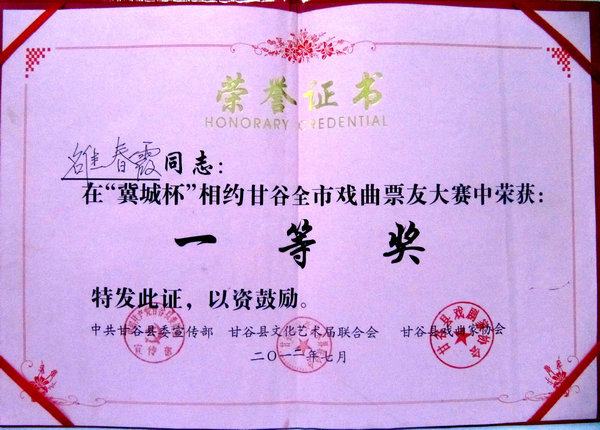 荣誉证书
HONORARY CREDENTIAL
雒春霞同志：
在“冀城杯”相约甘谷全市戏曲票友大赛中荣获：
一等奖
特发此证，以资鼓励。
中共甘谷县委宣传部 甘谷县文化艺术届联合会 甘谷县戏曲家协会
二〇一二年七月
宣传部